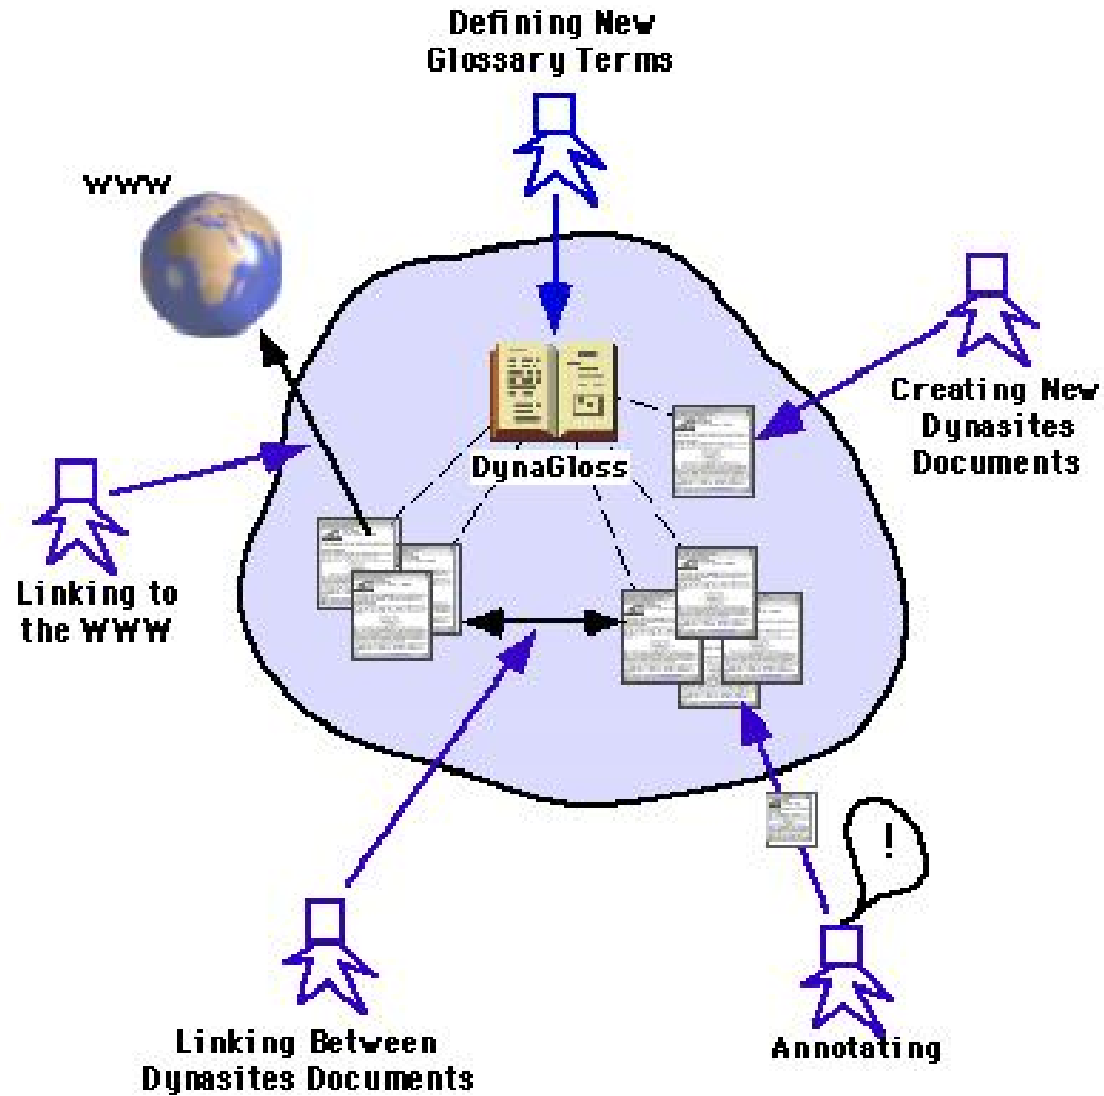 Defining New
Glossary Terms
WWW
Creating New
Dynasites
Documents
DynaGloss
Linking to
the WWW
!
Linking Between
Dynasites Documents
Annotating